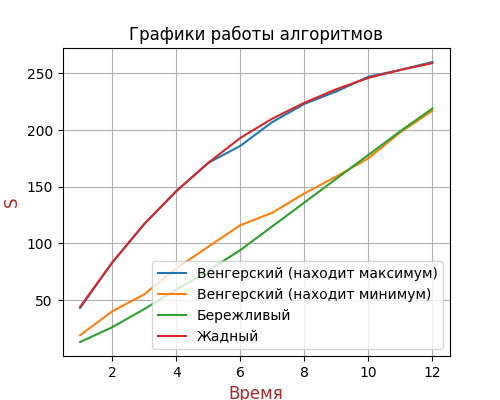 Графики работы алгоритмов
250
200
150
100
50
S
Венгерский (находит максимум)
Венгерский (находит минимум)
Бережливый
Жадный
2 4 6 8 10 12
Время